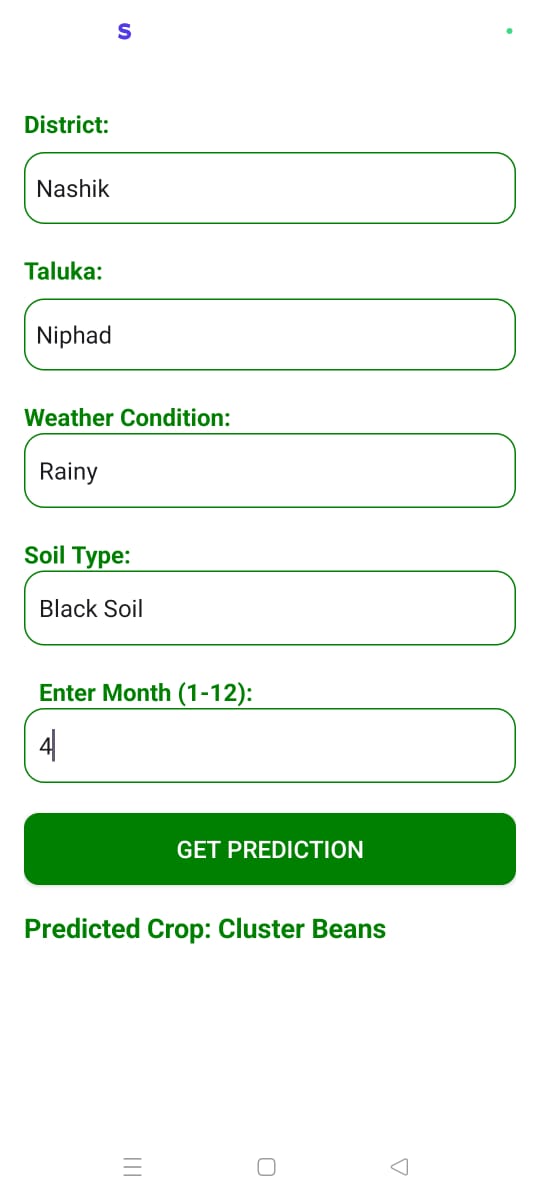 S
District:
Nashik
Taluka:
Niphad
Weather Condition:
Rainy
Soil Type:
Black Soil
Enter Month (1-12):
4
GET PREDICTION
Predicted Crop: Cluster Beans